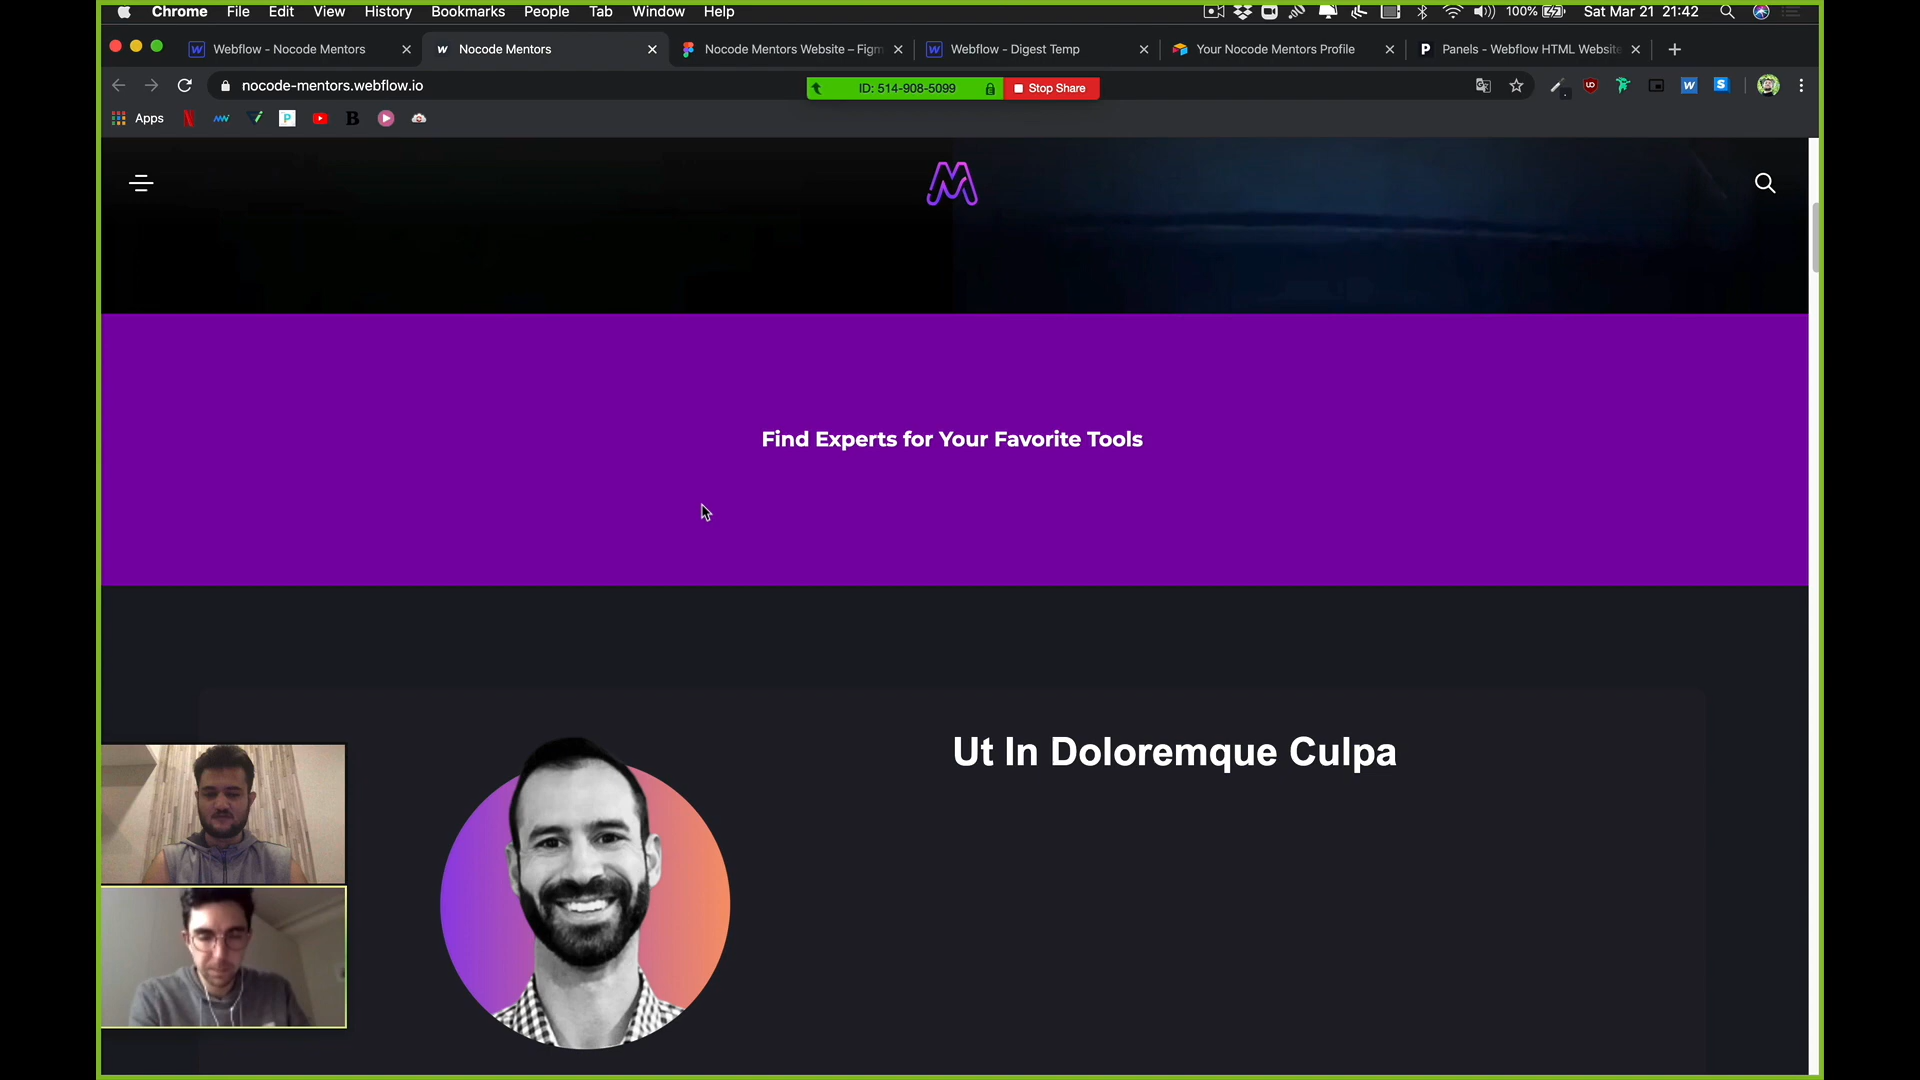 Chrome File Edit View History Bookmarks People Tab Window Help 100% Sat Mar 21 21:42
Webflow - Nocode Mentors Nocode Mentors Nocode Mentors Website – Figm Webflow - Digest Temp Your Nocode Mentors Profile Panels - Webflow HTML Website
nocode-mentors.webflow.io ID: 514-908-5099 Stop Share
Apps
Find Experts for Your Favorite Tools
Ut In Doloremque Culpa